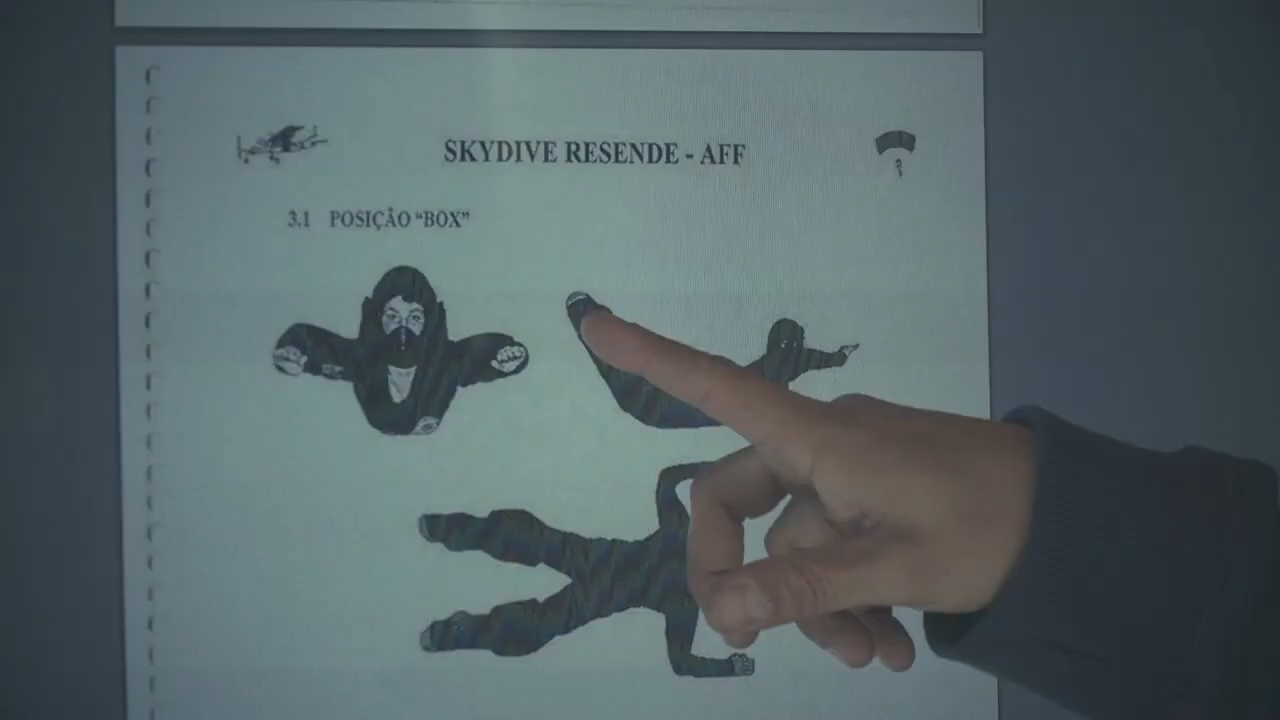 SKYDIVE RESENDE - AFF
3.1 POSIÇÃO “BOX”